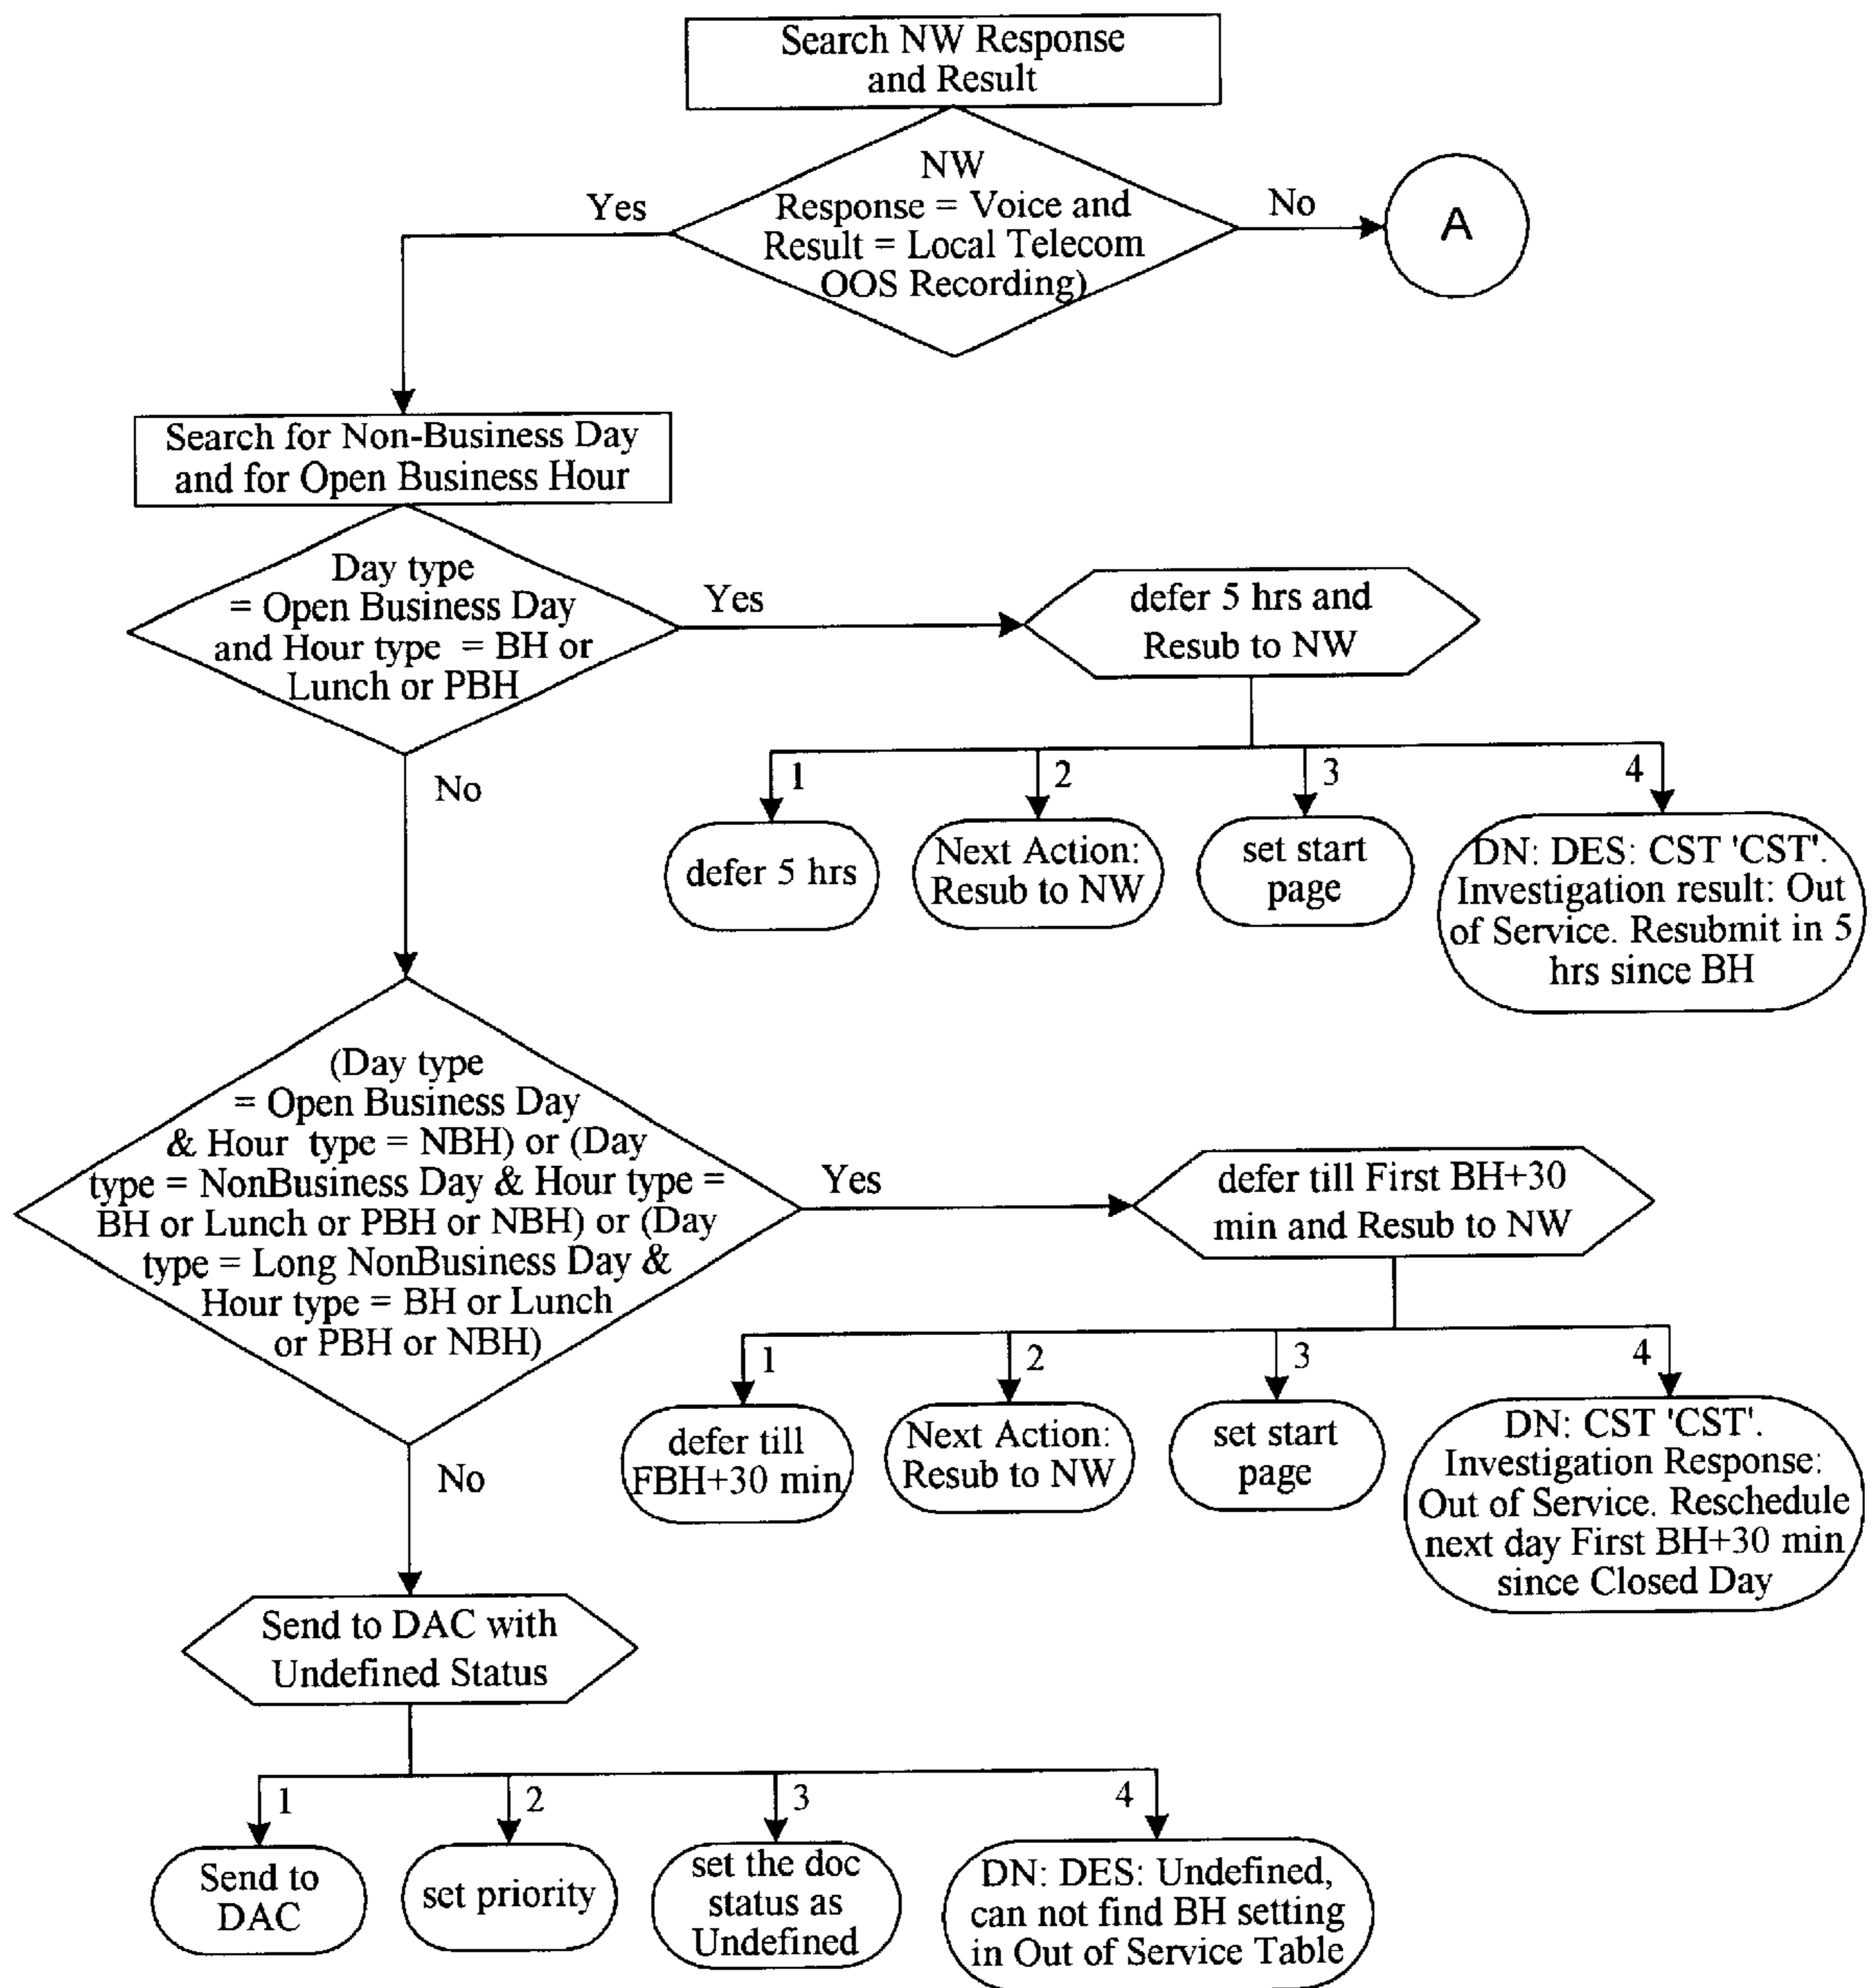 Search NW Response
and Result
NW
Response = Voice and
Result = Local Telecom
OOS Recording)
Yes
No
A
Search for Non-Business Day
and for Open Business Hour
Day type
= Open Business Day
and Hour type = BH or
Lunch or PBH
Yes
No
defer 5 hrs and
Resub to NW
1
2
3
4
defer 5 hrs
Next Action:
Resub to NW
set start
page
DN: DES: CST 'CST'.
Investigation result: Out
of Service. Resubmit in 5
hrs since BH
(Day type
= Open Business Day
& Hour type = NBH) or (Day
type = NonBusiness Day & Hour type =
BH or Lunch or PBH or NBH) or (Day
type = Long NonBusiness Day &
Hour type = BH or Lunch
or PBH or NBH)
Yes
No
defer till First BH+30
min and Resub to NW
1
2
3
4
defer till
FBH+30 min
Next Action:
Resub to NW
set start
page
DN: CST 'CST'.
Investigation Response:
Out of Service. Reschedule
next day First BH+30 min
since Closed Day
Send to DAC with
Undefined Status
1
2
3
4
Send to
DAC
set priority
set the doc
status as
Undefined
DN: DES: Undefined,
can not find BH setting
in Out of Service Table